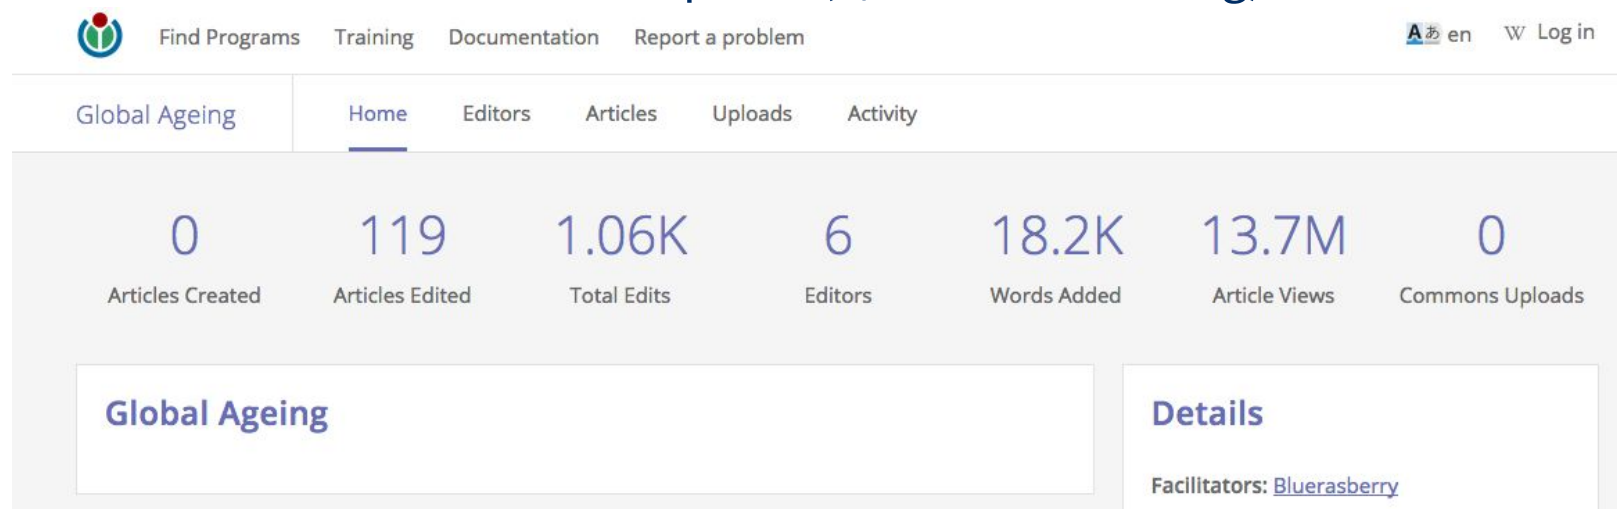 Find Programs Training Documentation Report a problem Aあ en W Log in
Global Ageing Home Editors Articles Uploads Activity
0 119 1.06K 6 18.2K 13.7M 0
Articles Created Articles Edited Total Edits Editors Words Added Article Views Commons Uploads
Global Ageing Details
Facilitators: Bluerasberry